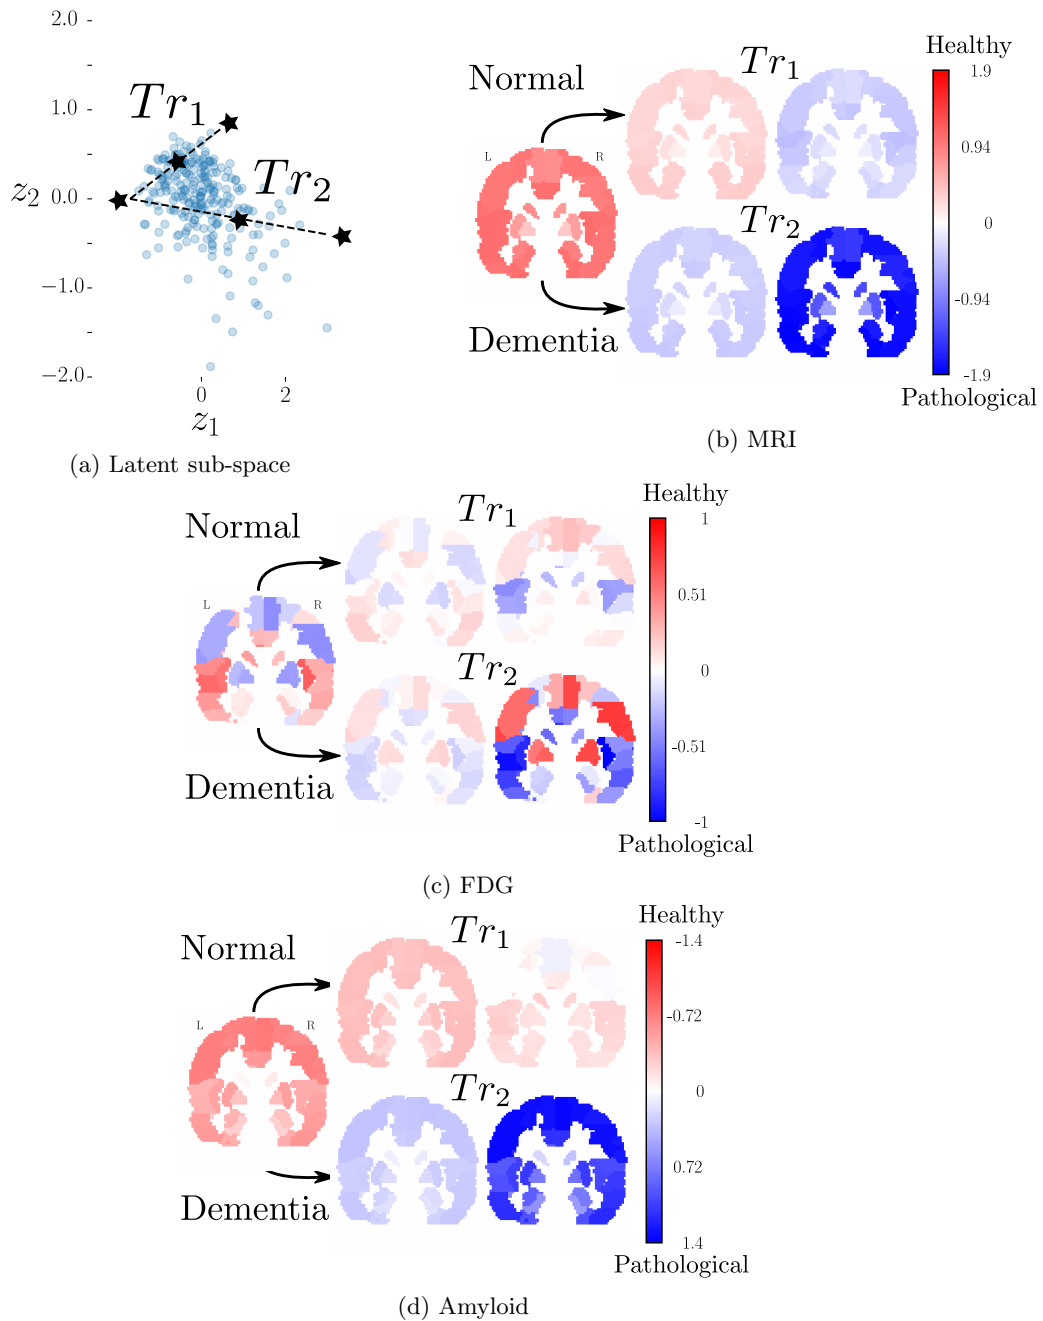 2.0
1.0
0.0
−1.0
−2.0
z2
Tr1
Tr2
0
2
z1
(a) Latent sub-space
Normal
Tr1
L
R
Tr2
Dementia
Healthy
1.9
0.94
0
-0.94
-1.9
Pathological
(b) MRI
Normal
Tr1
L
R
Tr2
Dementia
Healthy
1
0.51
0
-0.51
-1
Pathological
(c) FDG
Normal
Tr1
L
R
Tr2
Dementia
Healthy
-1.4
-0.72
0
0.72
1.4
Pathological
(d) Amyloid